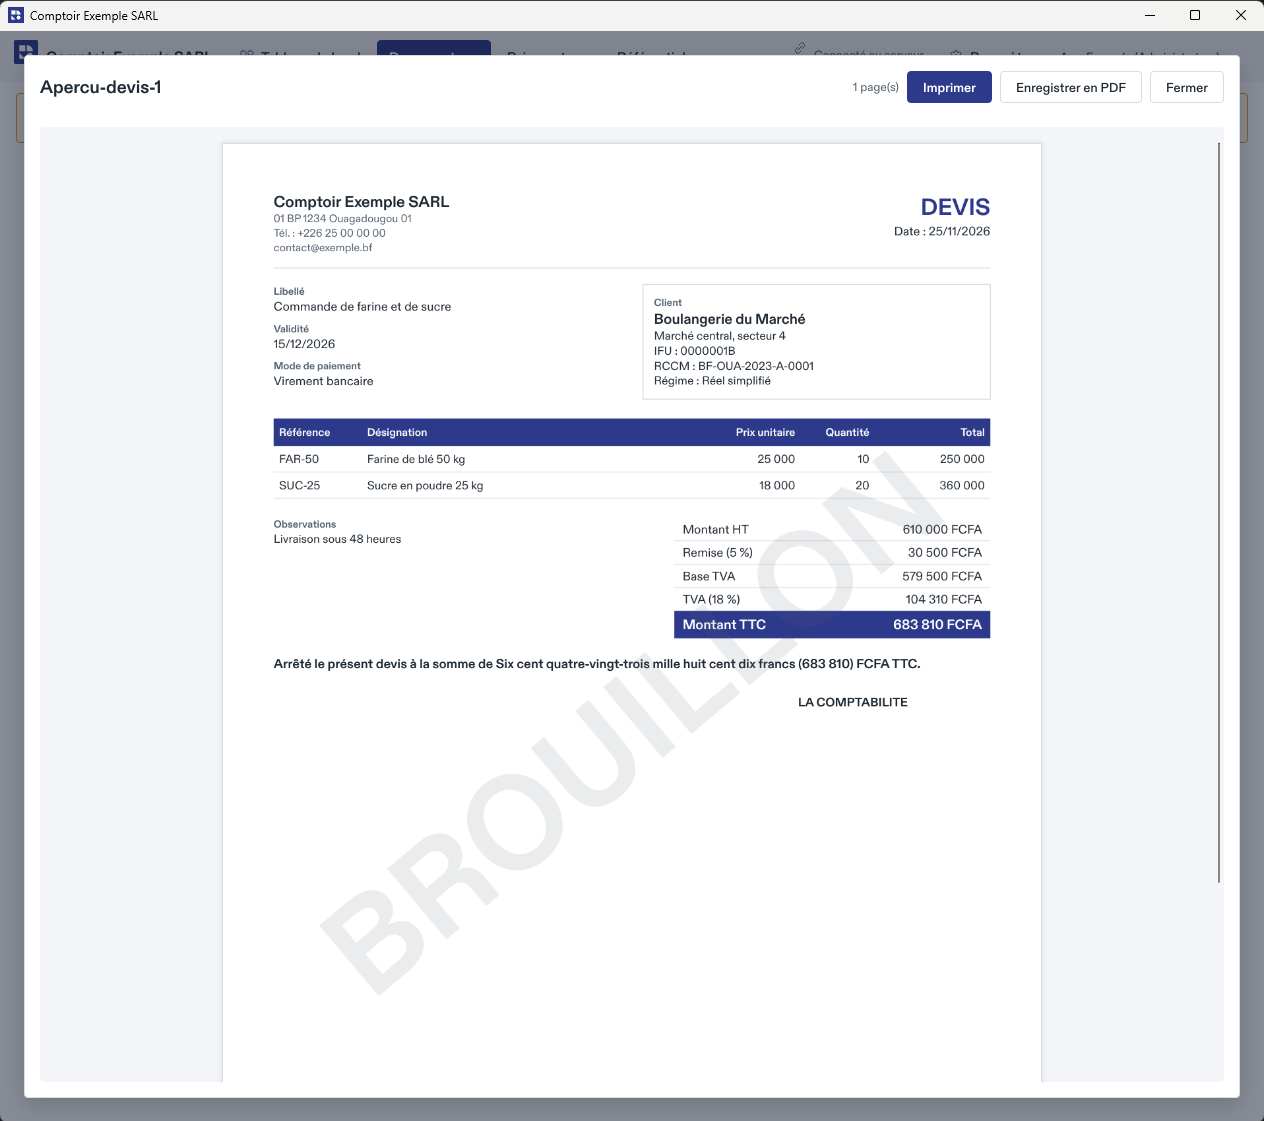 Comptoir Exemple SARL
Apercu-devis-1
1 page(s)
Imprimer
Enregistrer en PDF
Fermer
Comptoir Exemple SARL
01 BP 1234 Ouagadougou 01
Tél. : +226 25 00 00 00
contact@exemple.bf
DEVIS
Date : 25/11/2026
Libellé
Commande de farine et de sucre
Validité
15/12/2026
Mode de paiement
Virement bancaire
Client
Boulangerie du Marché
Marché central, secteur 4
IFU : 0000001B
RCCM : BF-OUA-2023-A-0001
Régime : Réel simplifié
Référence Désignation Prix unitaire Quantité Total
FAR-50 Farine de blé 50 kg 25 000 10 250 000
SUC-25 Sucre en poudre 25 kg 18 000 20 360 000
Observations
Livraison sous 48 heures
Montant HT 610 000 FCFA
Remise (5 %) 30 500 FCFA
Base TVA 579 500 FCFA
TVA (18 %) 104 310 FCFA
Montant TTC 683 810 FCFA
Arrêté le présent devis à la somme de Six cent quatre-vingt-trois mille huit cent dix francs (683 810) FCFA TTC.
LA COMPTABILITE
BROUILLON